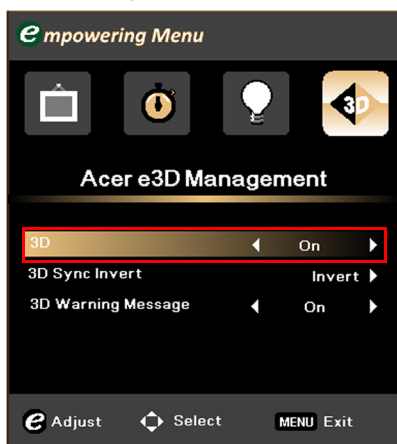 e mpowering Menu
3D
Acer e3D Management
3D On
3D Sync Invert Invert
3D Warning Message On
e Adjust Select MENU Exit